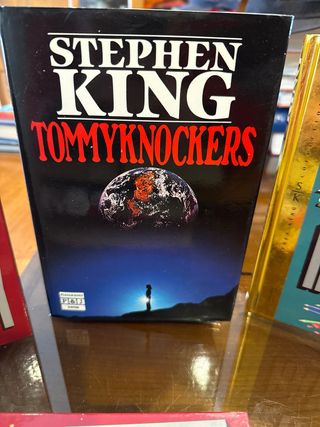 STEPHEN
KING
TOMMYKNOCKERS
P&J